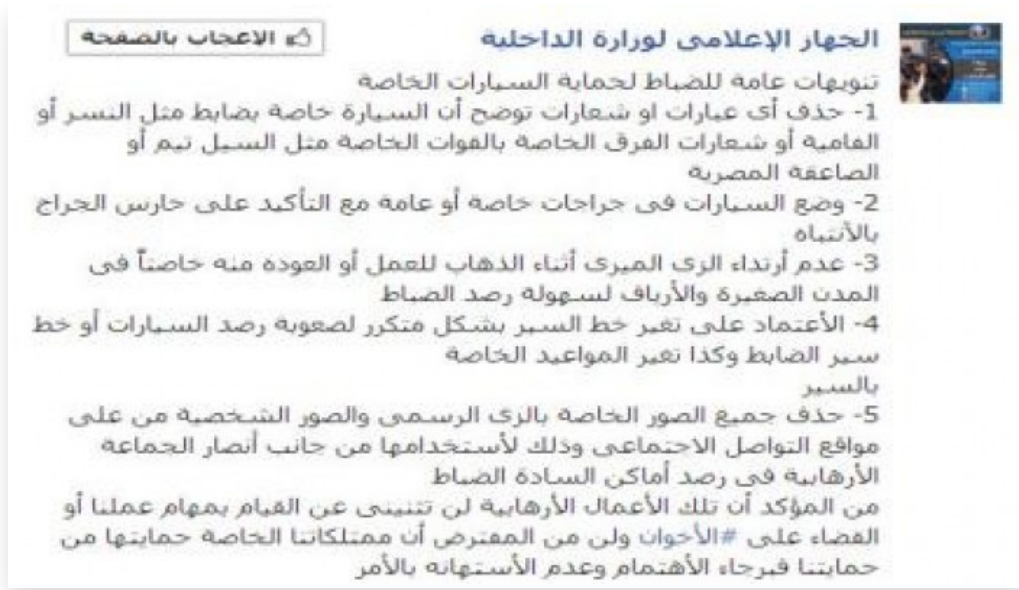 الجهاز الإعلامى لوزارة الداخلية
الاعجاب بالصفحة
تنويهات عامة للضباط لحماية السيارات الخاصة
1- حذف أى عبارات او شعارات توضح أن السيارة خاصة بضابط مثل النسر أو
الفامية أو شعارات الفرق الخاصة بالقوات الخاصة مثل السيل تيم أو
الصاعقة المصرية
2- وضع السيارات فى جراجات خاصة أو عامة مع التأكيد على حارس الجراج
بالأنتباه
3- عدم أرتداء الزى الميرى أثناء الذهاب للعمل أو العودة منه خاصتاً فى
المدن الصغيرة والأرياف لسهولة رصد الضباط
4- الأعتماد على تغير خط السير بشكل متكرر لصعوبة رصد السيارات أو خط
سير الضابط وكذا تغير المواعيد الخاصة
بالسير
5- حذف جميع الصور الخاصة بالزى الرسمى والصور الشخصية من على
مواقع التواصل الاجتماعى وذلك لأستخدامها من جانب أنصار الجماعة
الأرهابية فى رصد أماكن السادة الضباط
من المؤكد أن تلك الأعمال الأرهابية لن تثنينى عن القيام بمهام عملنا أو
القضاء على #الأخوان ولن من المفترض أن ممتلكاتنا الخاصة حمايتها من
حمايتنا فبرجاء الأهتمام وعدم الأستهانه بالأمر